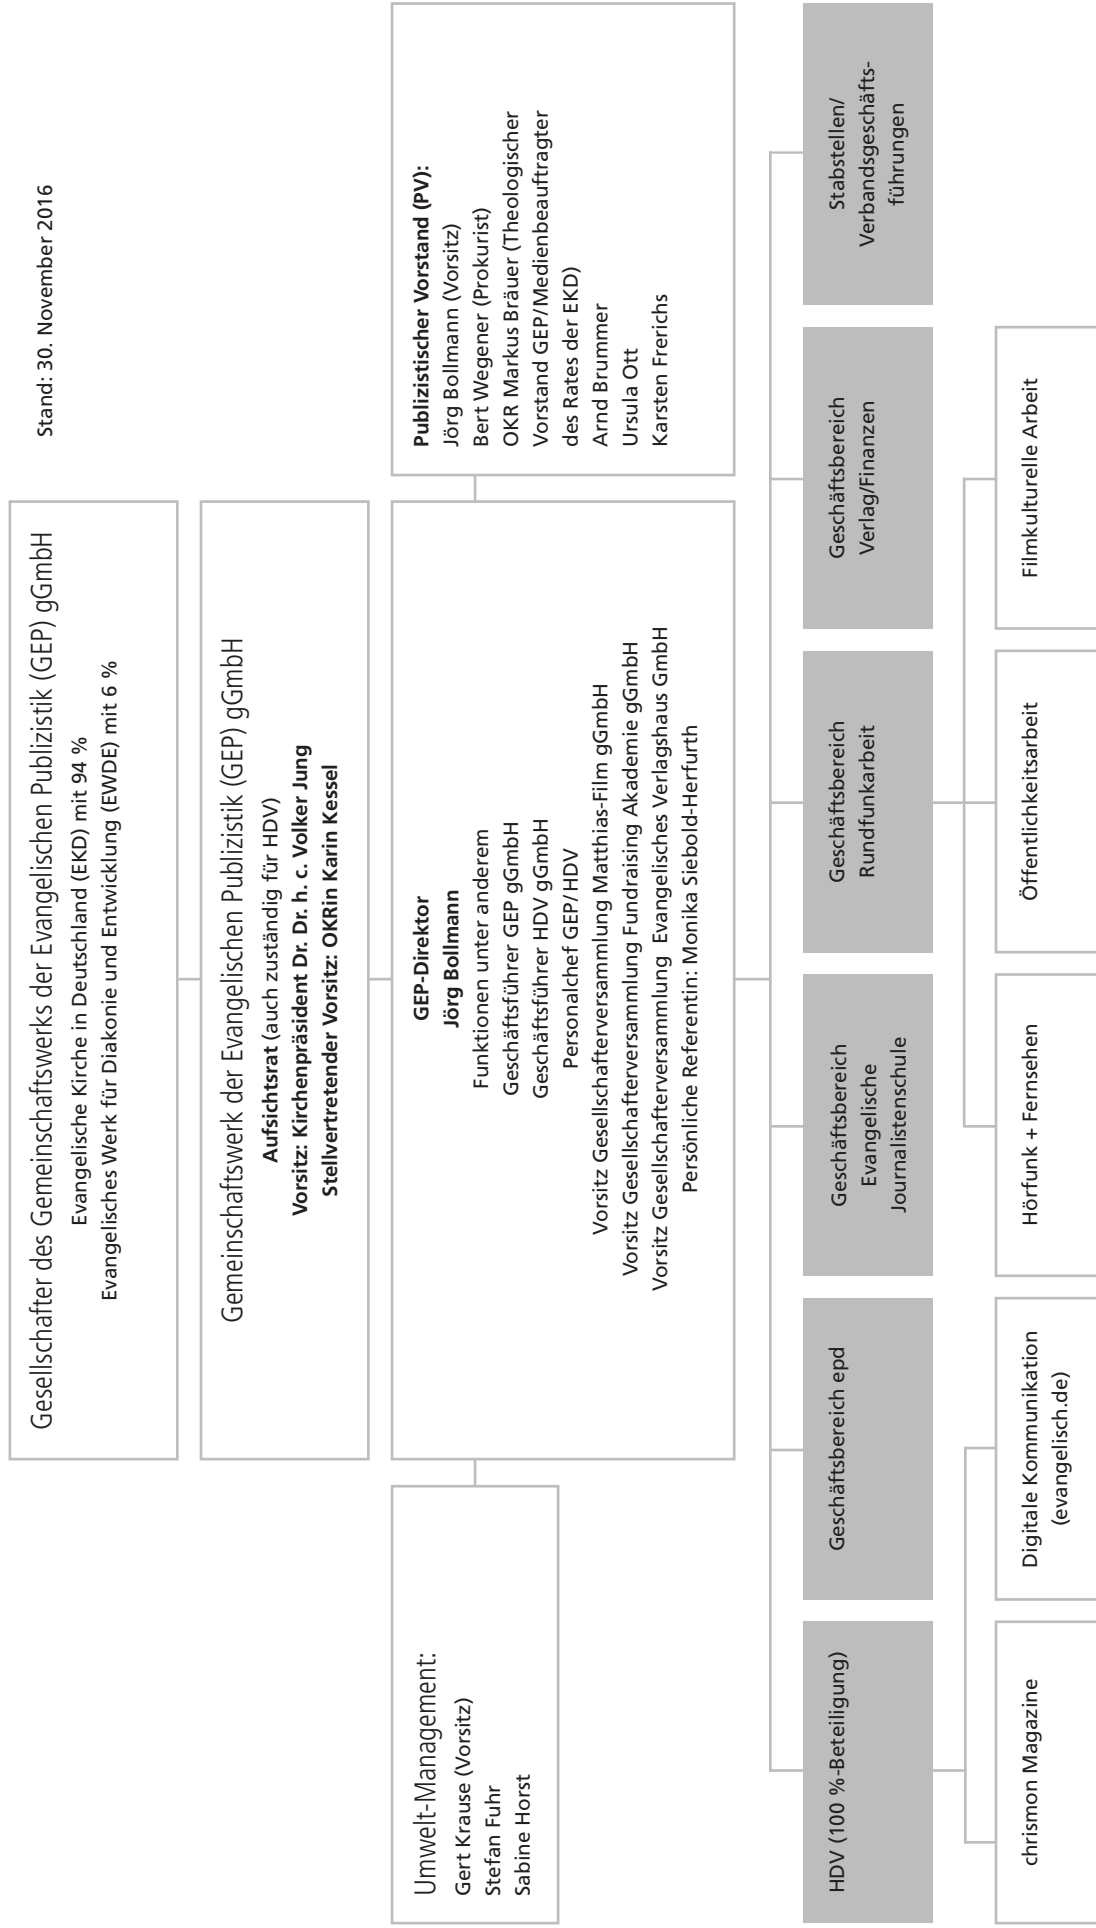 Stand: 30. November 2016
Gesellschafter des Gemeinschaftswerks der Evangelischen Publizistik (GEP) gGmbH
Evangelische Kirche in Deutschland (EKD) mit 94 %
Evangelisches Werk für Diakonie und Entwicklung (EWDE) mit 6 %
Gemeinschaftswerk der Evangelischen Publizistik (GEP) gGmbH
Aufsichtsrat (auch zuständig für HDV)
Vorsitz: Kirchenpräsident Dr. Dr. h. c. Volker Jung
Stellvertretender Vorsitz: OKRin Karin Kessel
Umwelt-Management:
Gert Krause (Vorsitz)
Stefan Fuhr
Sabine Horst
GEP-Direktor
Jörg Bollmann
Funktionen unter anderem
Geschäftsführer GEP gGmbH
Geschäftsführer HDV gGmbH
Personalchef GEP/HDV
Vorsitz Gesellschafterversammlung Matthias-Film gGmbH
Vorsitz Gesellschafterversammlung Fundraising Akademie gGmbH
Vorsitz Gesellschafterversammlung Evangelisches Verlagshaus GmbH
Persönliche Referentin: Monika Siebold-Herfurth
Publizistischer Vorstand (PV):
Jörg Bollmann (Vorsitz)
Bert Wegener (Prokurist)
OKR Markus Bräuer (Theologischer
Vorstand GEP/Medienbeauftragter
des Rates der EKD)
Arnd Brummer
Ursula Ott
Karsten Frerichs
HDV (100 %-Beteiligung)
Geschäftsbereich epd
Geschäftsbereich
Evangelische
Journalistenschule
Geschäftsbereich
Rundfunkarbeit
Geschäftsbereich
Verlag/Finanzen
Stabstellen/
Verbandsgeschäfts-
führungen
chrismon Magazine
Digitale Kommunikation
(evangelisch.de)
Hörfunk + Fernsehen
Öffentlichkeitsarbeit
Filmkulturelle Arbeit